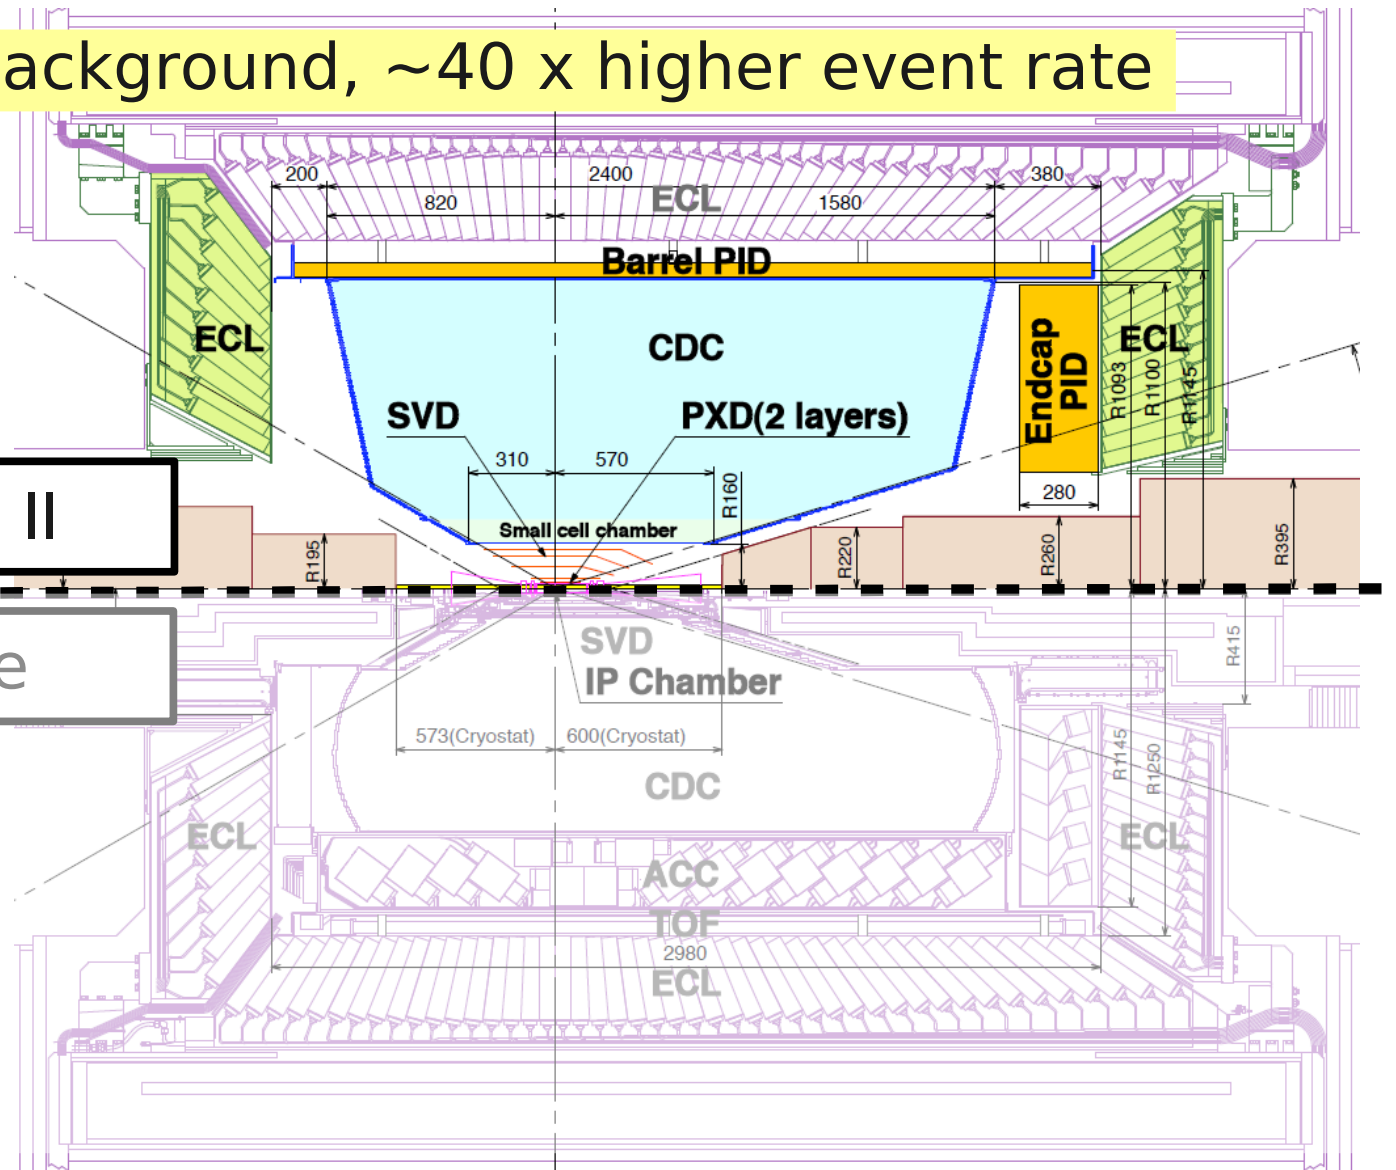 ackground, ~40 x higher event rate
200
2400
380
820
ECL
1580
Barrel PID
ECL
CDC
Endcap
PID
ECL
R1093
R1100
R1145
SVD
PXD(2 layers)
310
570
R160
280
II
Small cell chamber
R195
R220
R260
R395
e
SVD
IP Chamber
R415
573(Cryostat)
600(Cryostat)
R1145
R1250
CDC
ECL
ECL
ACC
TOF
2980
ECL